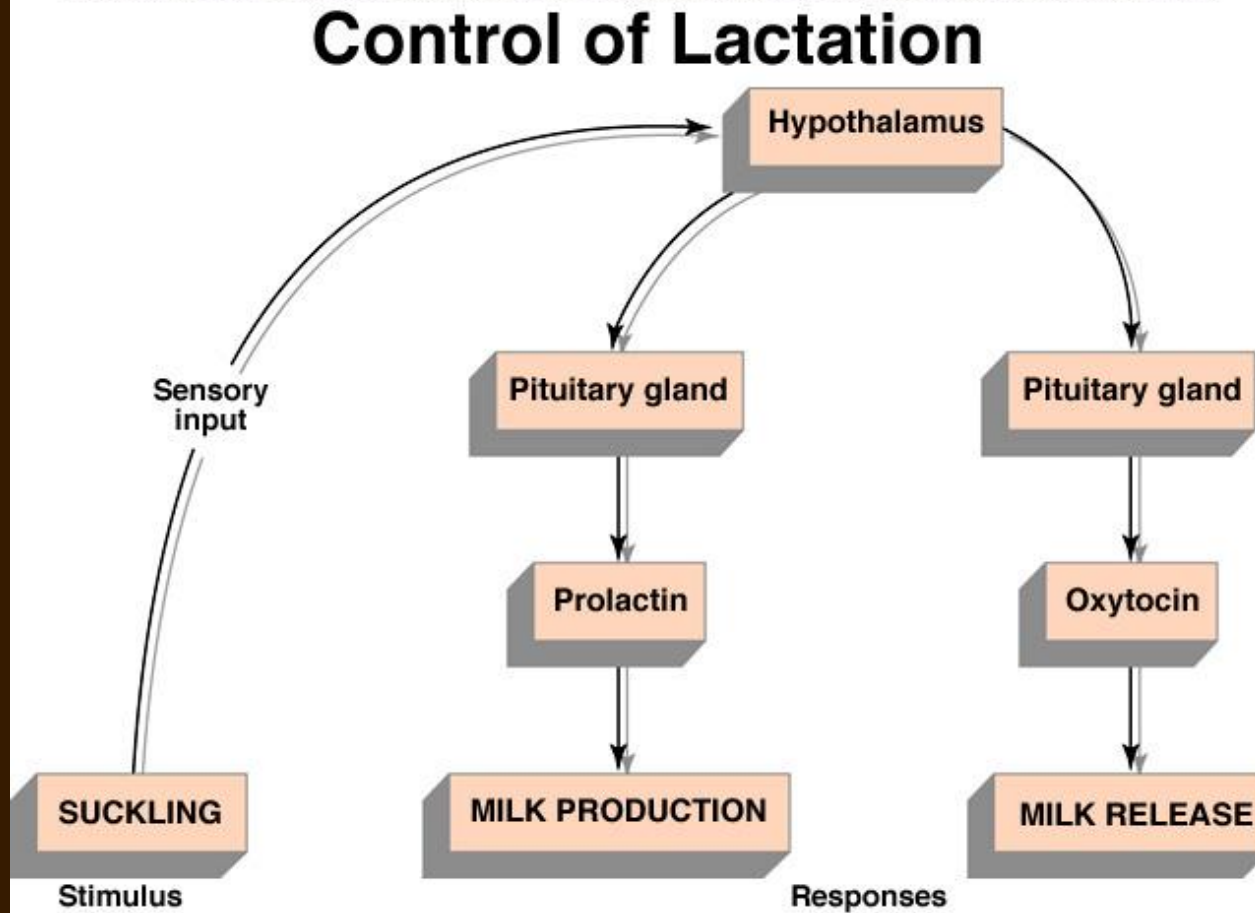 Control of Lactation
Hypothalamus
Sensory
input
Pituitary gland
Pituitary gland
Prolactin
Oxytocin
SUCKLING
MILK PRODUCTION
MILK RELEASE
Stimulus
Responses